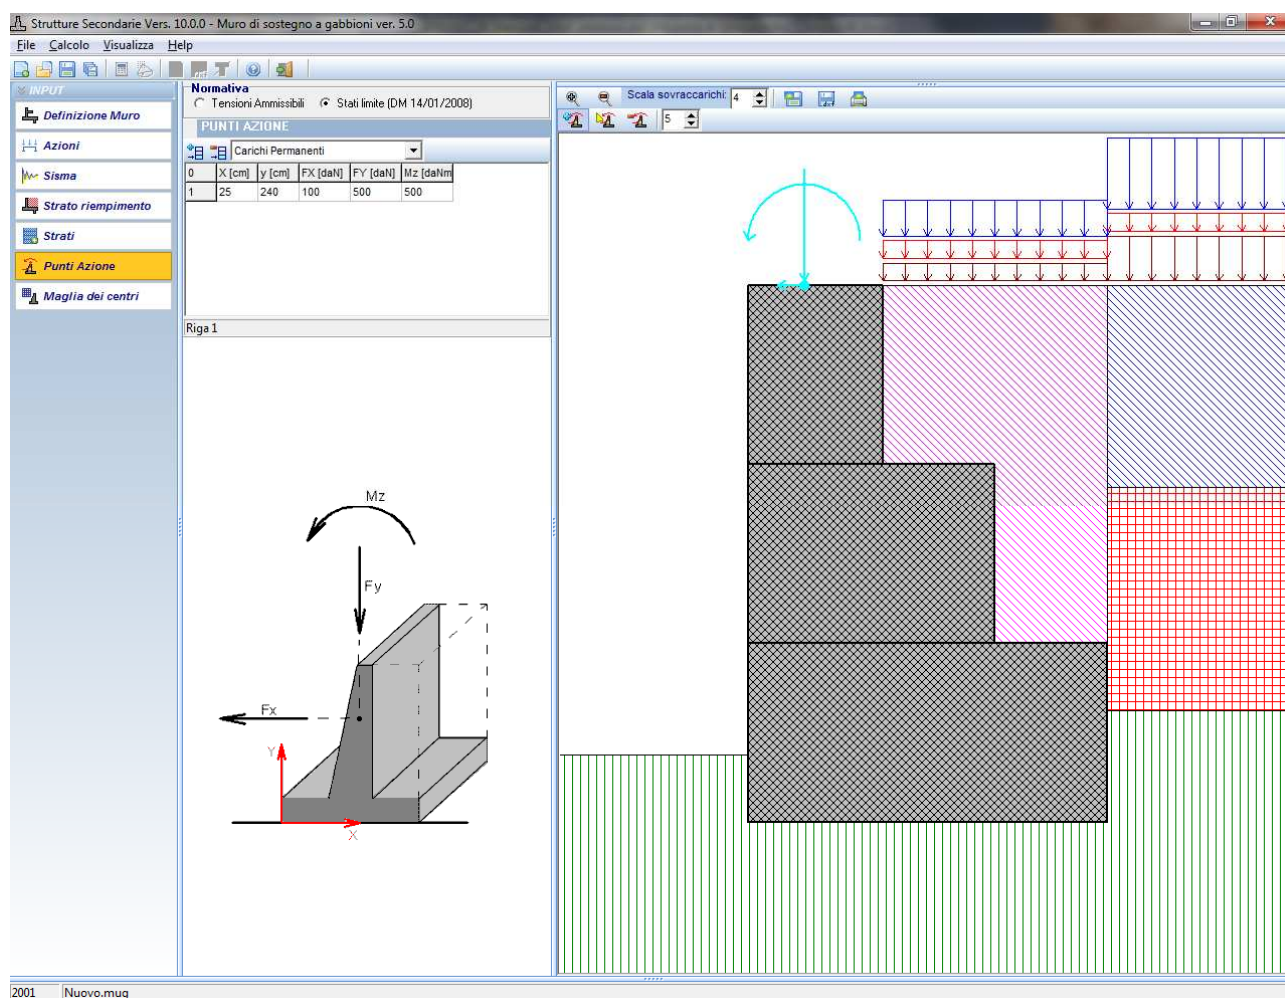 Strutture Secondarie Vers. 10.0.0 - Muro di sostegno a gabbioni ver. 5.0
File Calcolo Visualizza Help
INPUT
Definizione Muro
Azioni
Sisma
Strato riempimento
Strati
Punti Azione
Maglia dei centri
Normativa
Tensioni Ammissibili Stati limite (DM 14/01/2008)
PUNTI AZIONE
Carichi Permanenti
0 X [cm] y [cm] FX [daN] FY [daN] Mz [daNm
1 25 240 100 500 500
Riga 1
Mz
Fy
Fx
Y
X
Scala sovraccarichi: 4
5
2001 Nuovo.mug